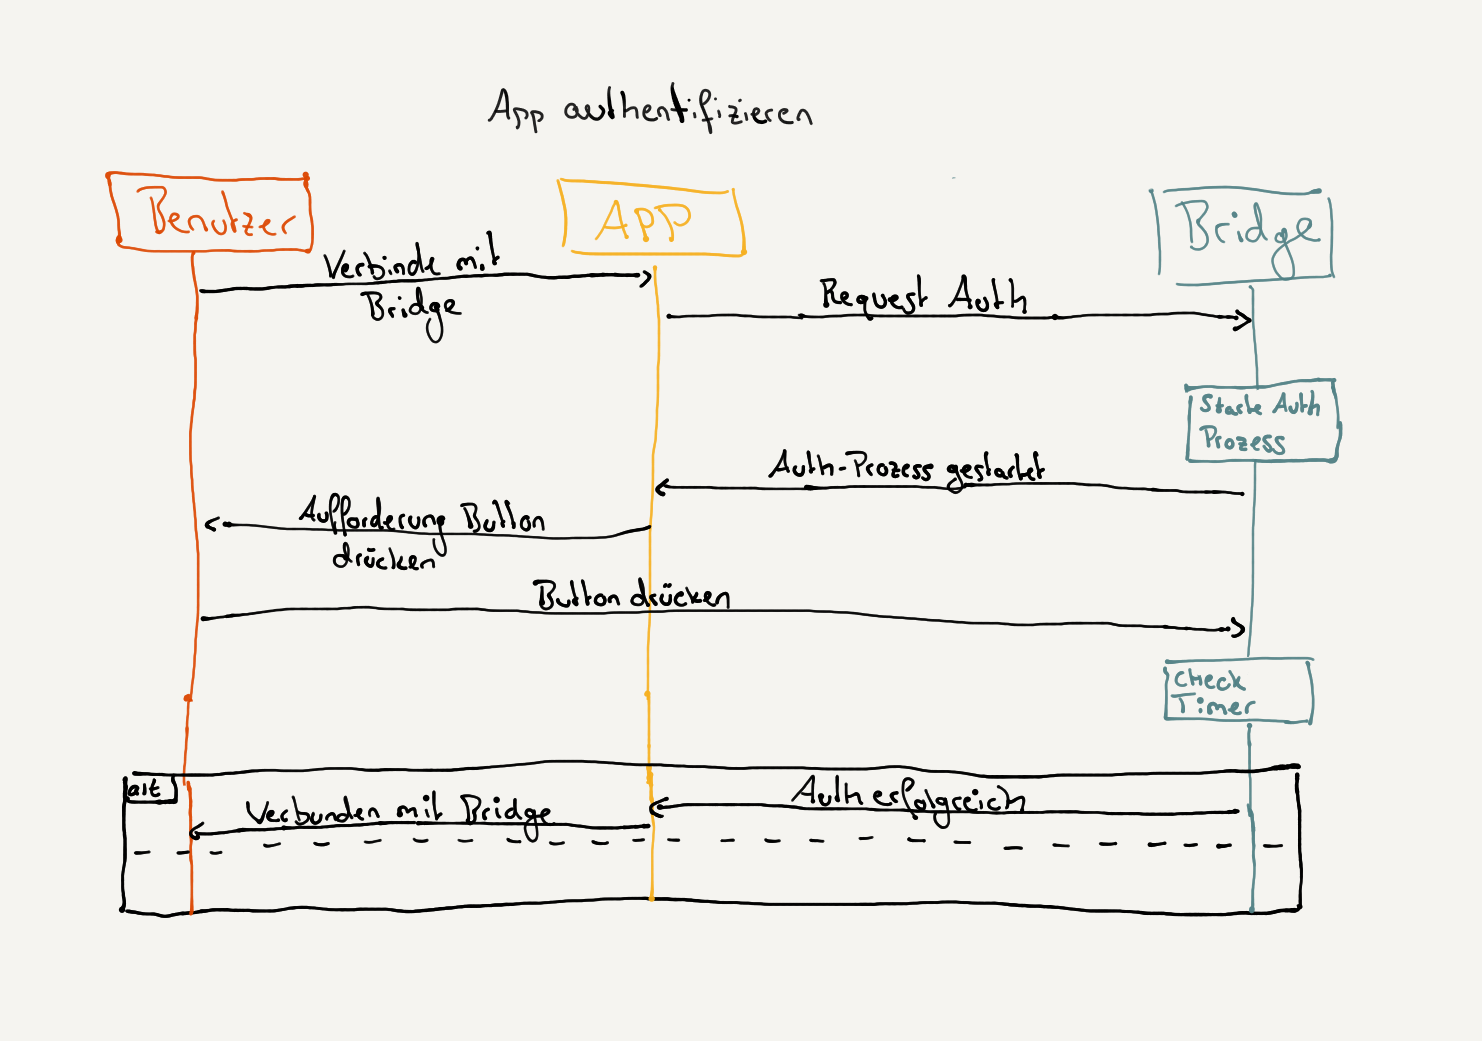 App authentifizieren
Benutzer
APP
Bridge
Verbinde mit
Bridge
Request Auth
Starte Auth
Prozess
Auth-Prozess gestartet
Aufforderung Button
drücken
Button drücken
CHeck
Timer
alt
Verbunden mit Bridge
Auth erfolgreich